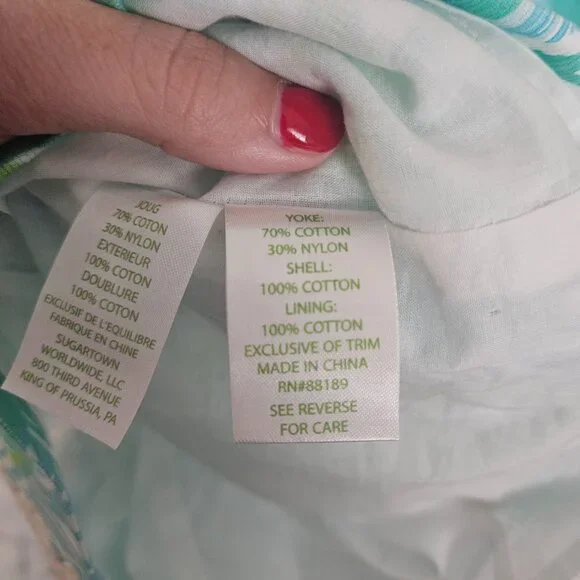 JOUG
70% COTON
30% NYLON
EXTERIEUR
100% COTON
DOUBLURE
100% COTON
EXCLUSIF DE L'EQUILIBRE
FABRIQUE EN CHINE
SUGARTOWN
WORLDWIDE, LLC
800 THIRD AVENUE
KING OF PRUSSIA, PA
YOKE:
70% COTTON
30% NYLON
SHELL:
100% COTTON
LINING:
100% COTTON
EXCLUSIVE OF TRIM
MADE IN CHINA
RN#88189
SEE REVERSE
FOR CARE